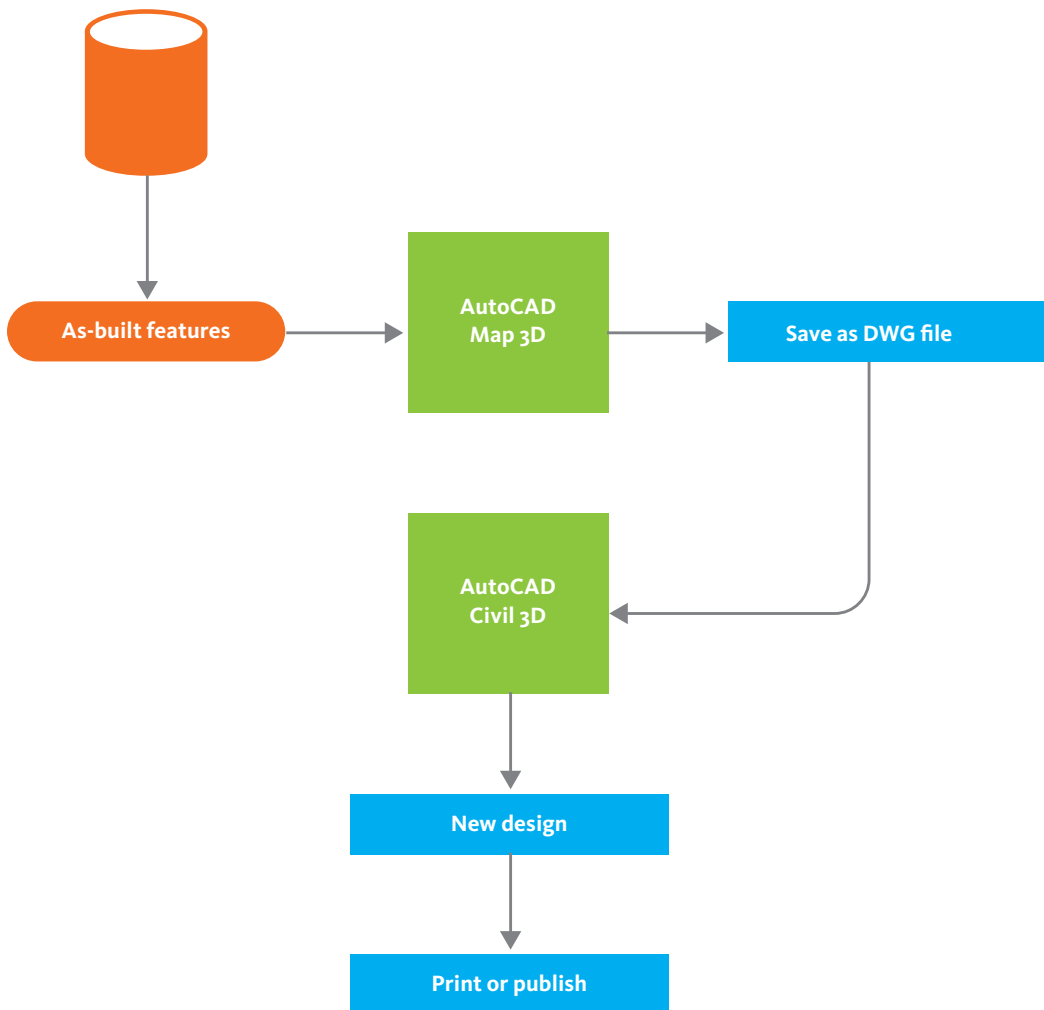 As-built features
AutoCAD
Map 3D
Save as DWG file
AutoCAD
Civil 3D
New design
Print or publish